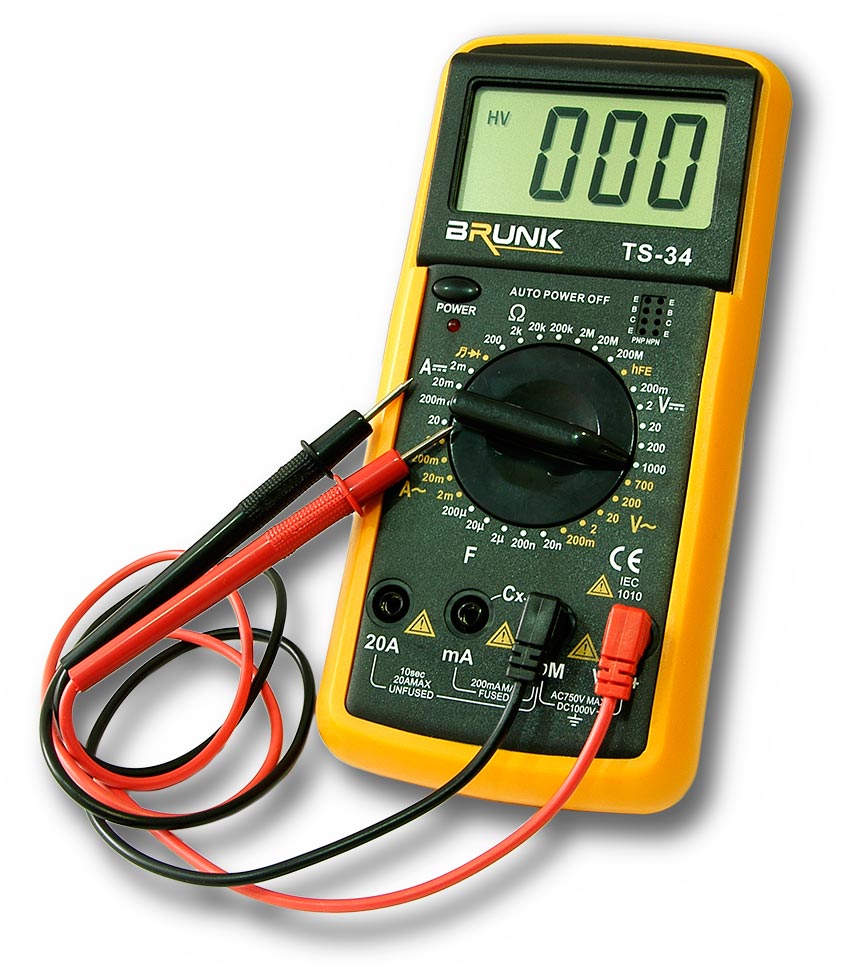 HV 000
BRUNK
TS-34
AUTO POWER OFF
POWER
Ω
200 2k 20k 200k 2M 20M 200M
hFE
E B C E
E B C E
PNP NPN
A 2m
20m
200m
20
200m
20m
A~ 2m
200m
2 V
20
200
1000
700
200
20 V~
2
200m
200µ 20µ 2µ 200n 20n
F
CE
IEC
1010
Cx
20A
mA
10sec
20AMAX
UNFUSED
200mA
FUSED
AC750V
DC1000V